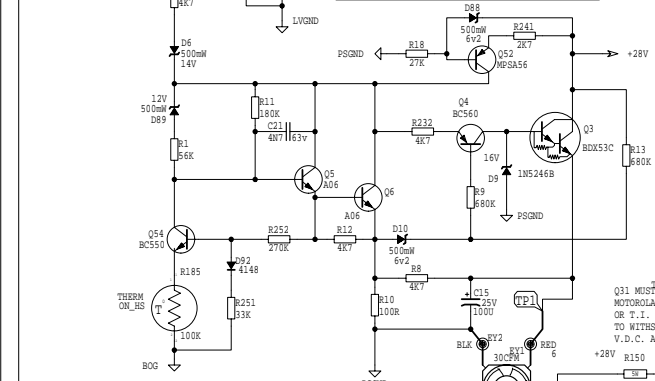 4K7
LVGND
D88
500mW
6v2
R241
2K7
PSGND
R18
27K
Q52
MPSA56
+28V
D6
500mW
14V
12V
500mW
D89
R11
180K
C21
4N7
63v
R1
56K
R232
4K7
Q4
BC560
Q3
BDX53C
16V
D9
1N5246B
R13
680K
Q5
A06
Q6
A06
R9
680K
PSGND
Q54
BC550
R252
270K
R12
4K7
D10
500mW
6v2
D92
4148
R8
4K7
R185
THERM
ON_HS
T
100K
R251
33K
R10
100R
C15
25V
100U
TP1
Q31 MUST
MOTOROLA
OR T.I.
TO WITHS
V.D.C. A
BOG
BLK
EY2
EY1
RED
6
30CFM
+28V
R150
5W